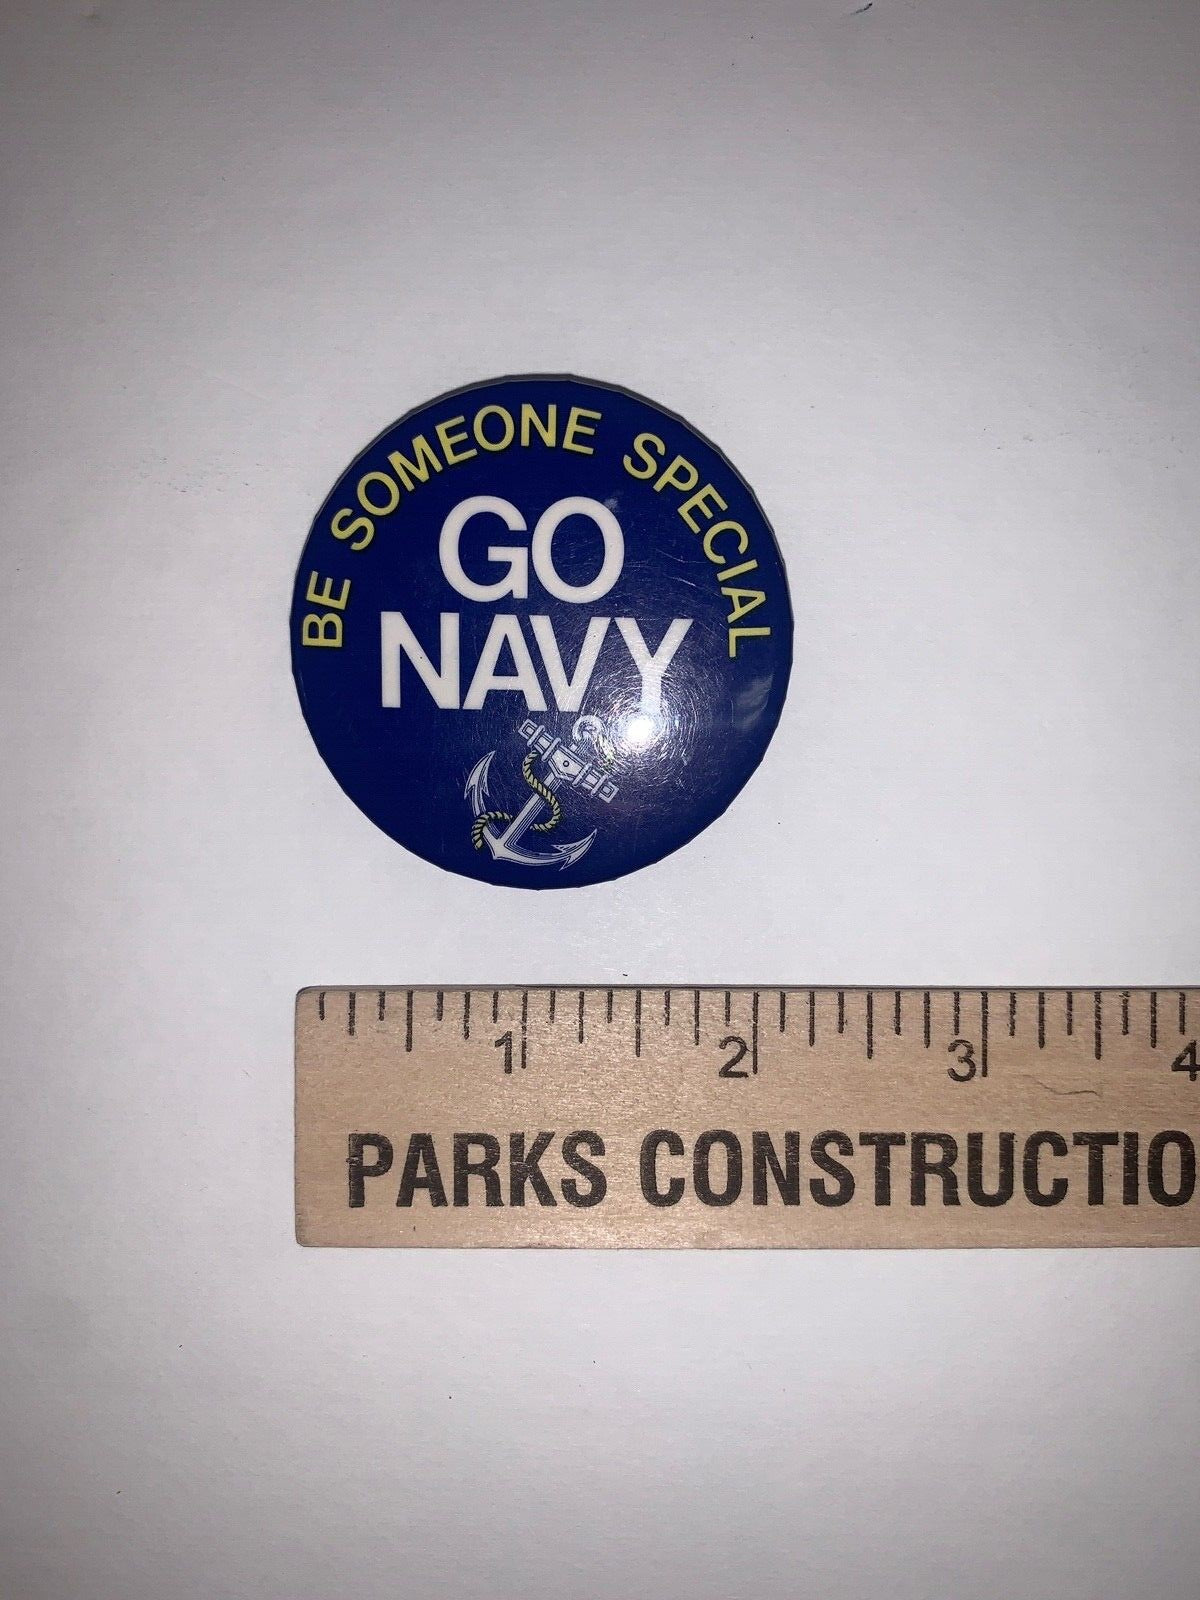 BE SOMEONE SPECIAL
GO
NAVY
1 2 3 4
PARKS CONSTRUCTIO